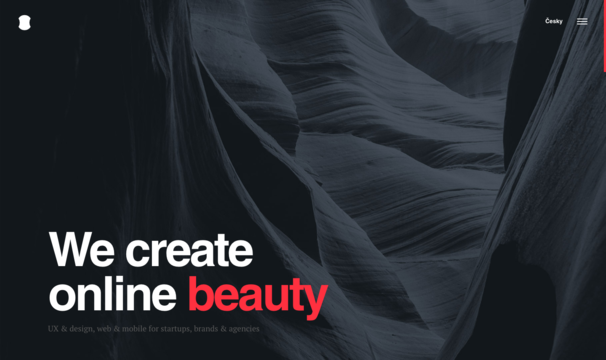 Česky
We create
online beauty
UX & design, web & mobile for startups, brands & agencies